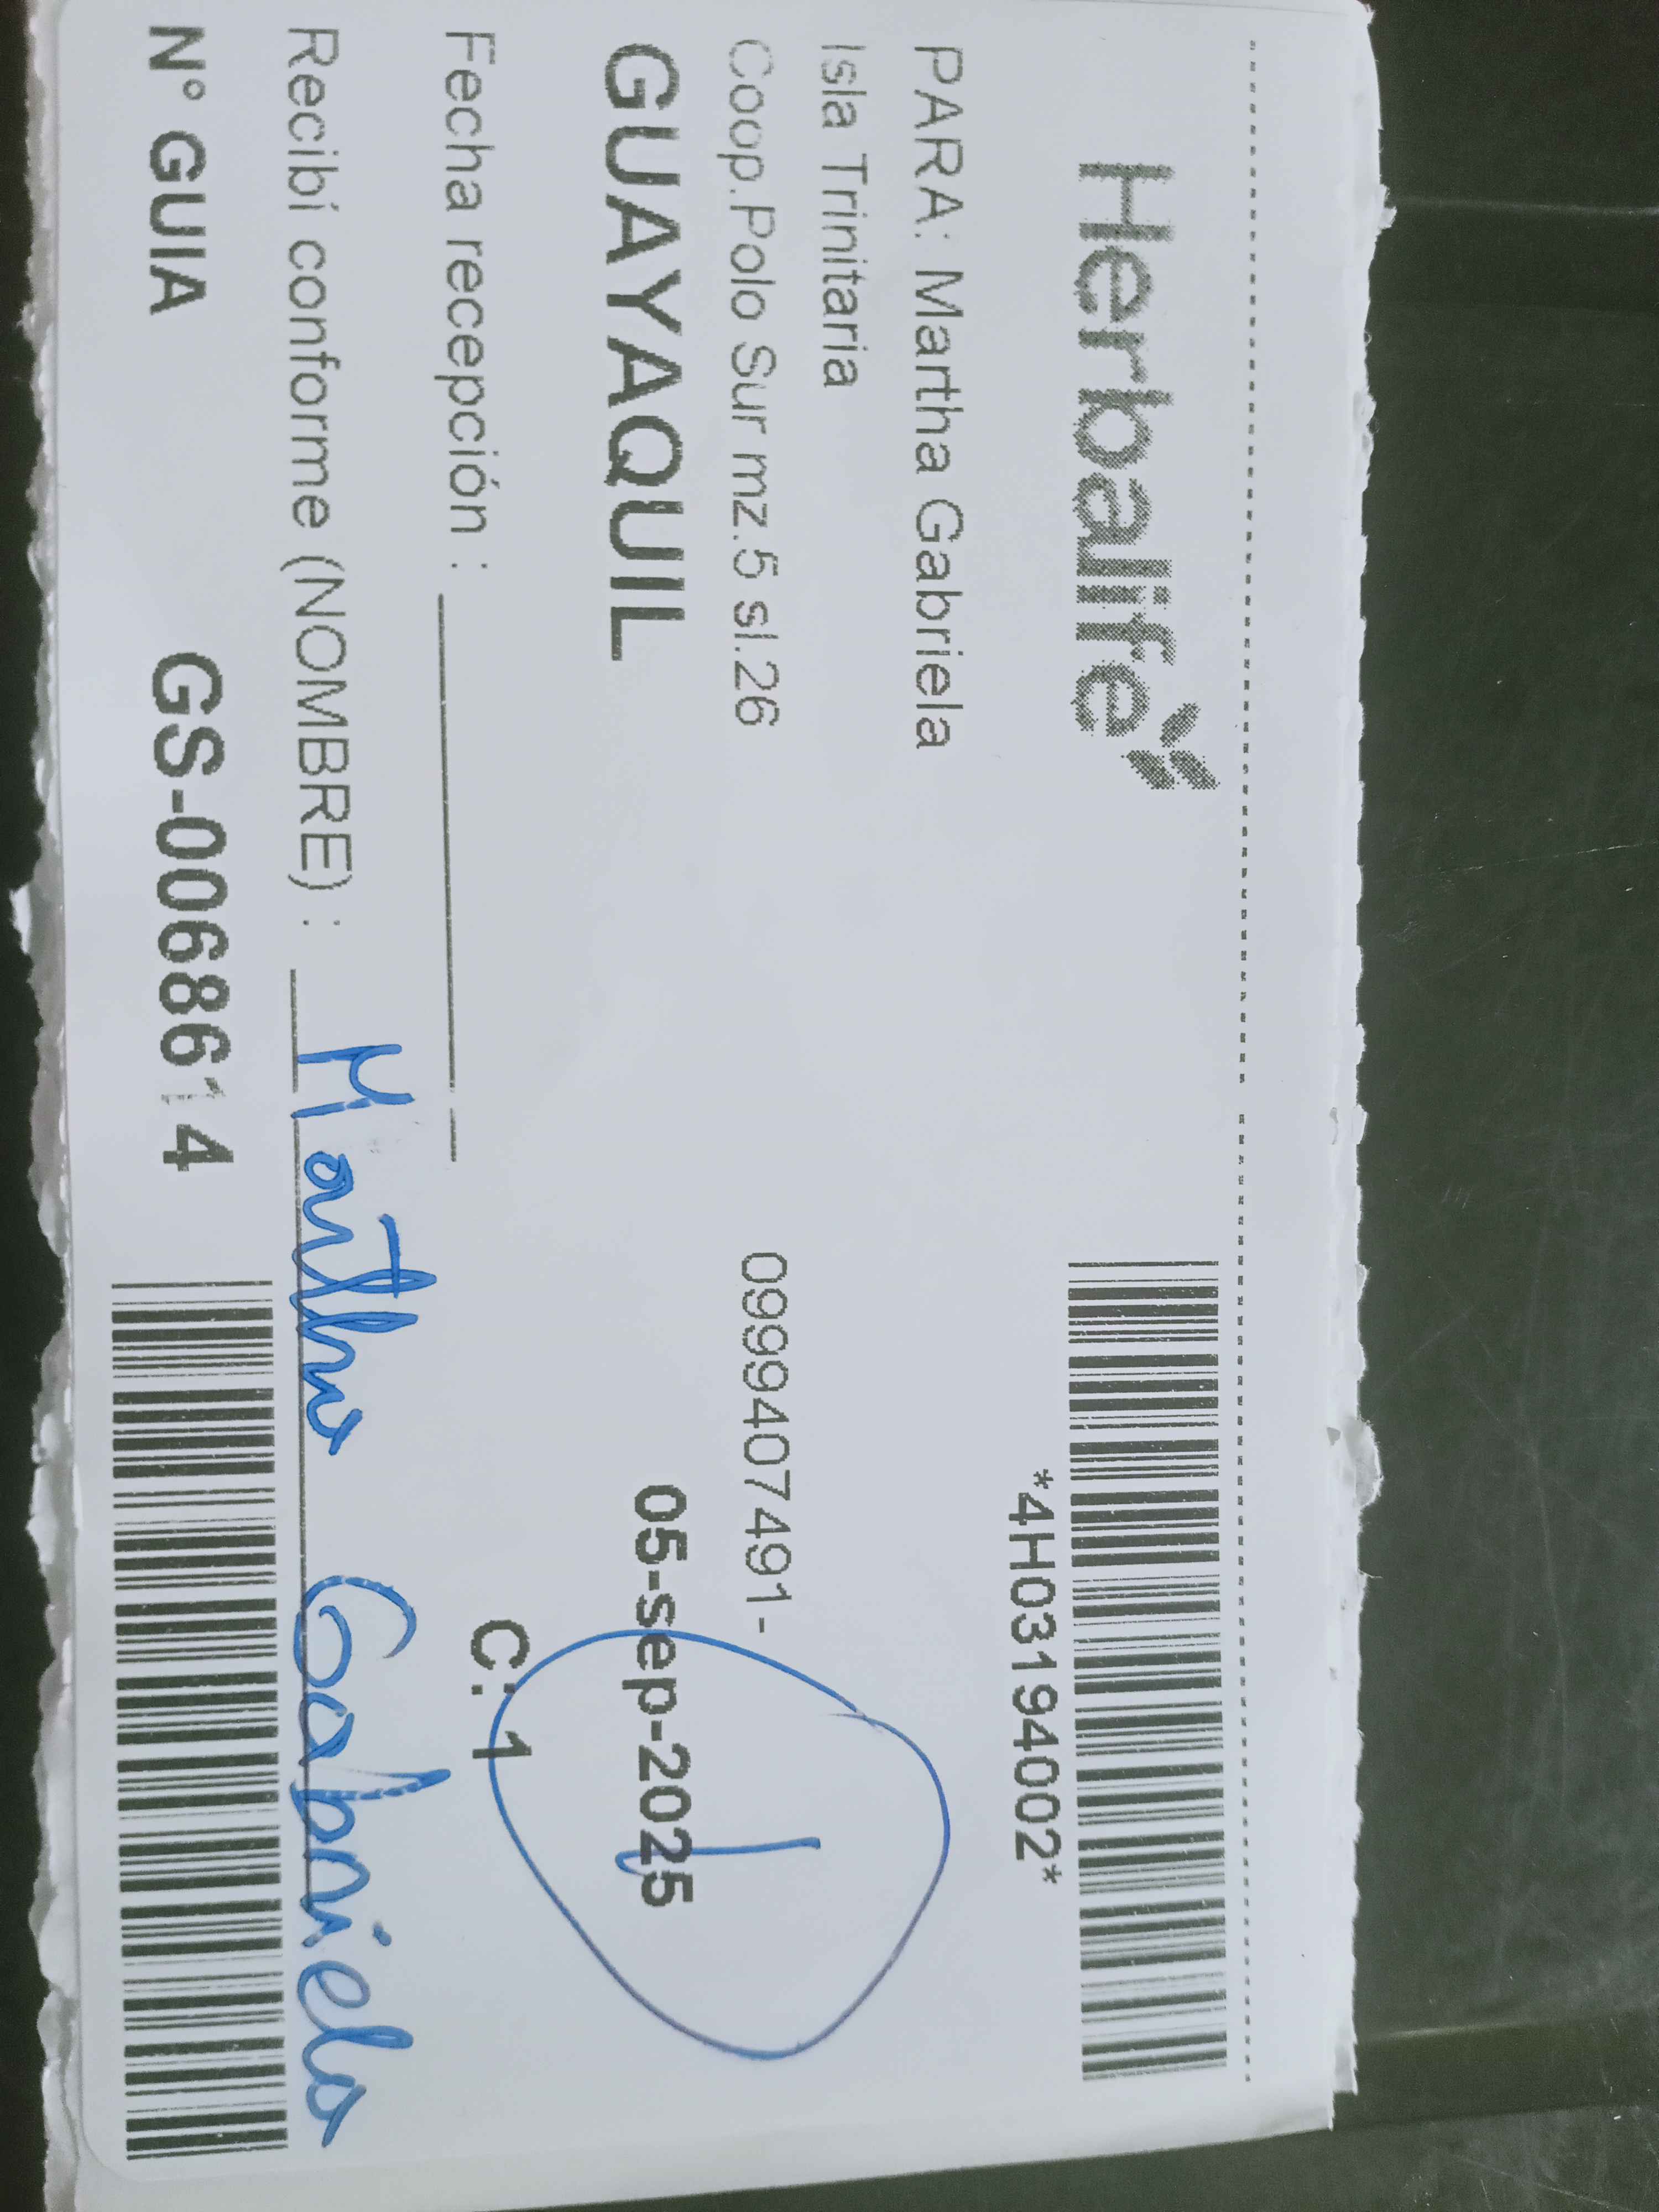 Herbalife
*4H03194002*
PARA: Martha Gabriela
Isla Trinitaria
Coop.Polo Sur mz.5 sl.26 0999407491-
GUAYAQUIL 05-sep-2025
1
Fecha recepción : C: 1
Recibí conforme (NOMBRE) : Martha Gabriela
N° GUIA GS-0068614